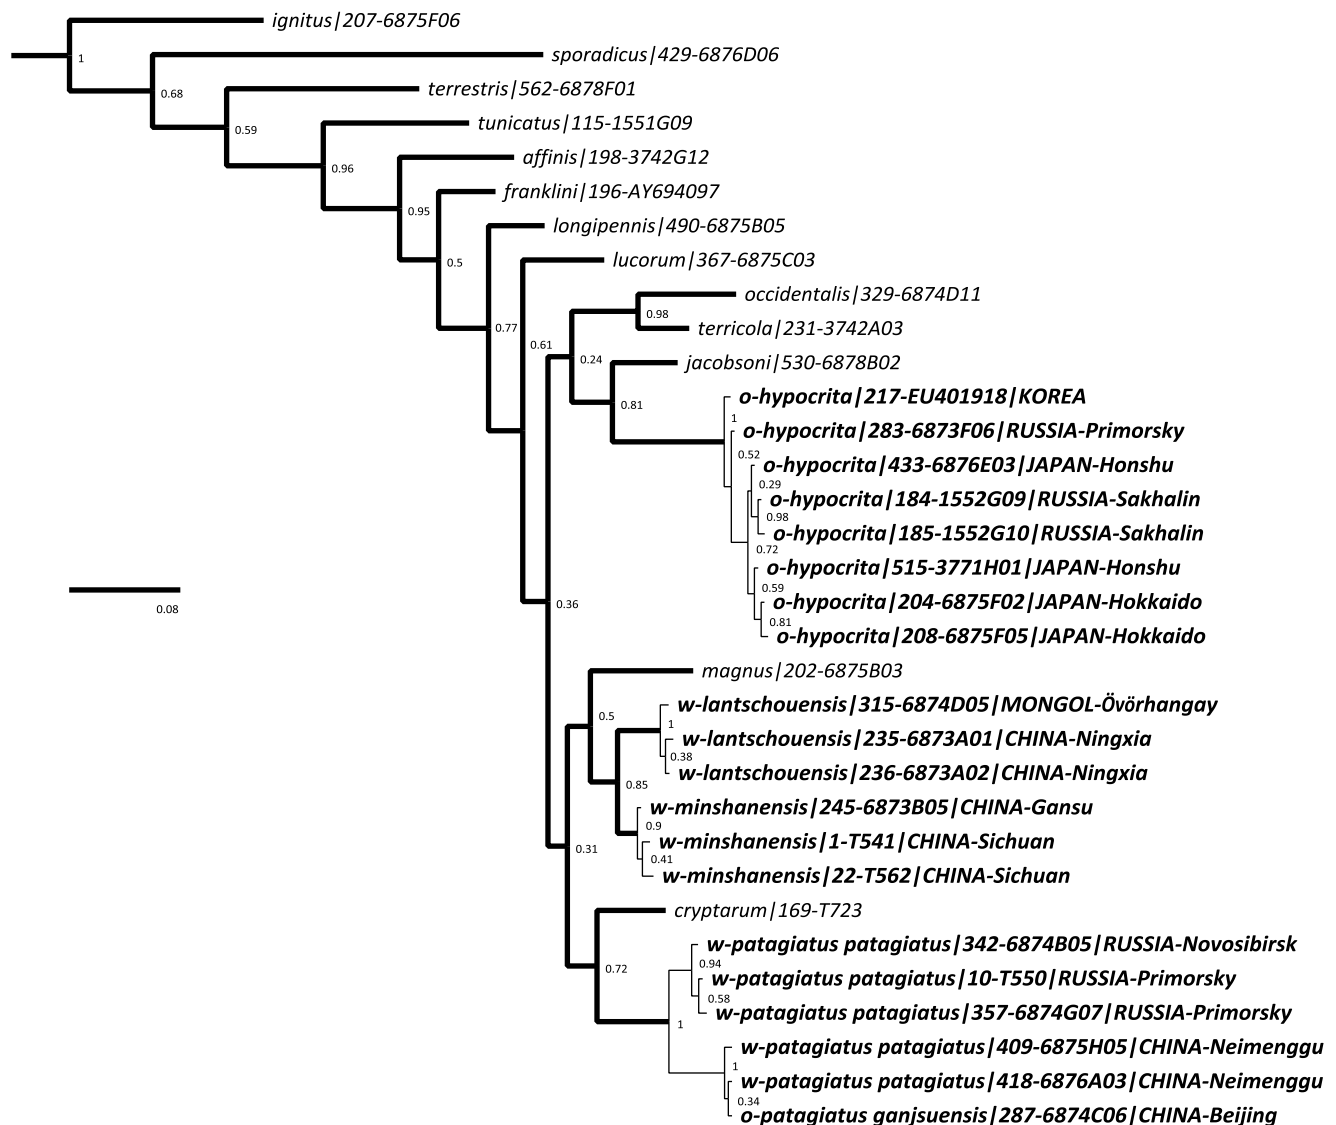 ignitus|207-6875F06
1
sporadicus|429-6876D06
0.68
terrestris|562-6878F01
0.59
tunicatus|115-1551G09
0.96
affinis|198-3742G12
0.95
franklini|196-AY694097
0.5
longipennis|490-6875B05
0.77
lucorum|367-6875C03
0.36
0.61
occidentalis|329-6874D11
0.98
terricola|231-3742A03
0.24
jacobsoni|530-6878B02
0.81
o-hypocrita|217-EU401918|KOREA
1
o-hypocrita|283-6873F06|RUSSIA-Primorsky
0.52
o-hypocrita|433-6876E03|JAPAN-Honshu
0.29
o-hypocrita|184-1552G09|RUSSIA-Sakhalin
0.98
o-hypocrita|185-1552G10|RUSSIA-Sakhalin
0.72
o-hypocrita|515-3771H01|JAPAN-Honshu
0.59
o-hypocrita|204-6875F02|JAPAN-Hokkaido
0.81
o-hypocrita|208-6875F05|JAPAN-Hokkaido
0.08
magnus|202-6875B03
0.5
w-lantschouensis|315-6874D05|MONGOL-Övörhangay
1
w-lantschouensis|235-6873A01|CHINA-Ningxia
0.38
w-lantschouensis|236-6873A02|CHINA-Ningxia
0.85
w-minshanensis|245-6873B05|CHINA-Gansu
0.9
w-minshanensis|1-T541|CHINA-Sichuan
0.41
0.31
w-minshanensis|22-T562|CHINA-Sichuan
cryptarum|169-T723
0.72
w-patagiatus patagiatus|342-6874B05|RUSSIA-Novosibirsk
0.94
w-patagiatus patagiatus|10-T550|RUSSIA-Primorsky
0.58
w-patagiatus patagiatus|357-6874G07|RUSSIA-Primorsky
1
w-patagiatus patagiatus|409-6875H05|CHINA-Neimenggu
1
w-patagiatus patagiatus|418-6876A03|CHINA-Neimenggu
0.34
o-patagiatus ganjsuensis|287-6874C06|CHINA-Beijing